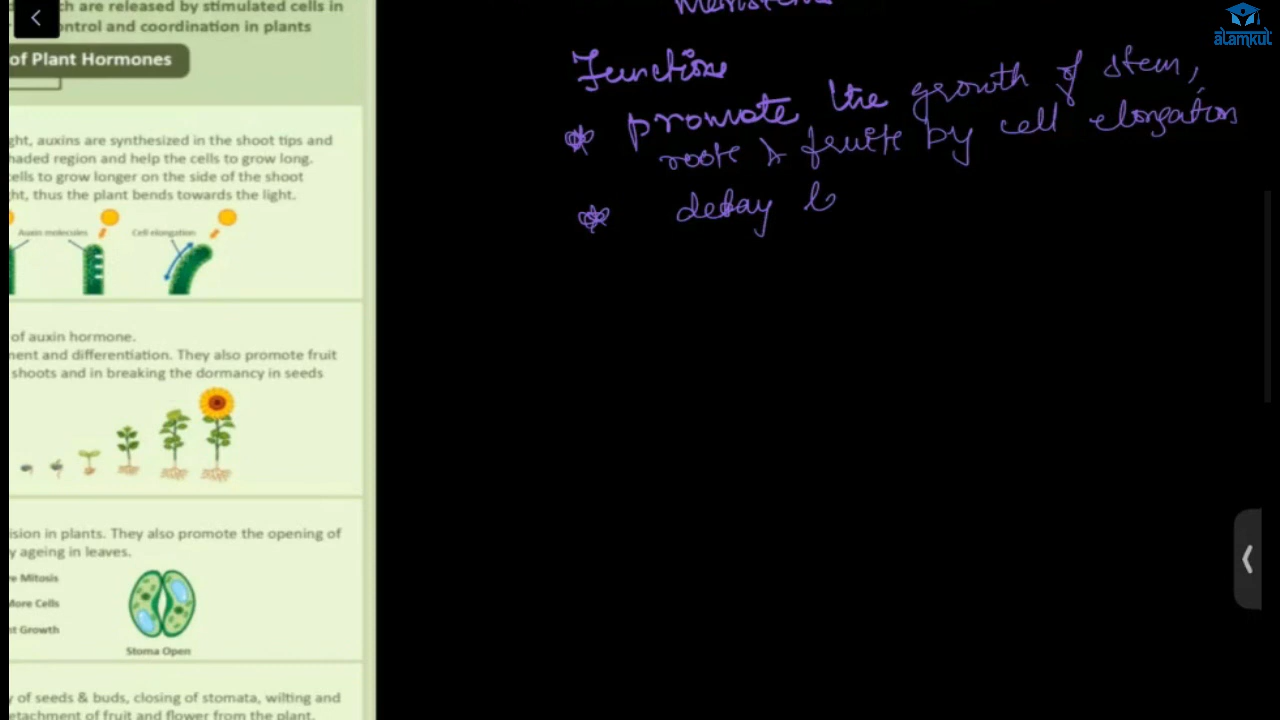 ch are released by stimulated cells in
ontrol and coordination in plants
of Plant Hormones
ght, auxins are synthesized in the shoot tips and
haded region and help the cells to grow long.
cells to grow longer on the side of the shoot
ght, thus the plant bends towards the light.
Auxin molecules
Cell elongation
of auxin hormone.
ment and differentiation. They also promote fruit
shoots and in breaking the dormancy in seeds
ision in plants. They also promote the opening of
y ageing in leaves.
e Mitosis
More Cells
t Growth
Stoma Open
y of seeds & buds, closing of stomata, wilting and
etachment of fruit and flower from the plant.
Function
* promote the growth of stem,
roots & fruits by cell elongation
* delay l
alamkul